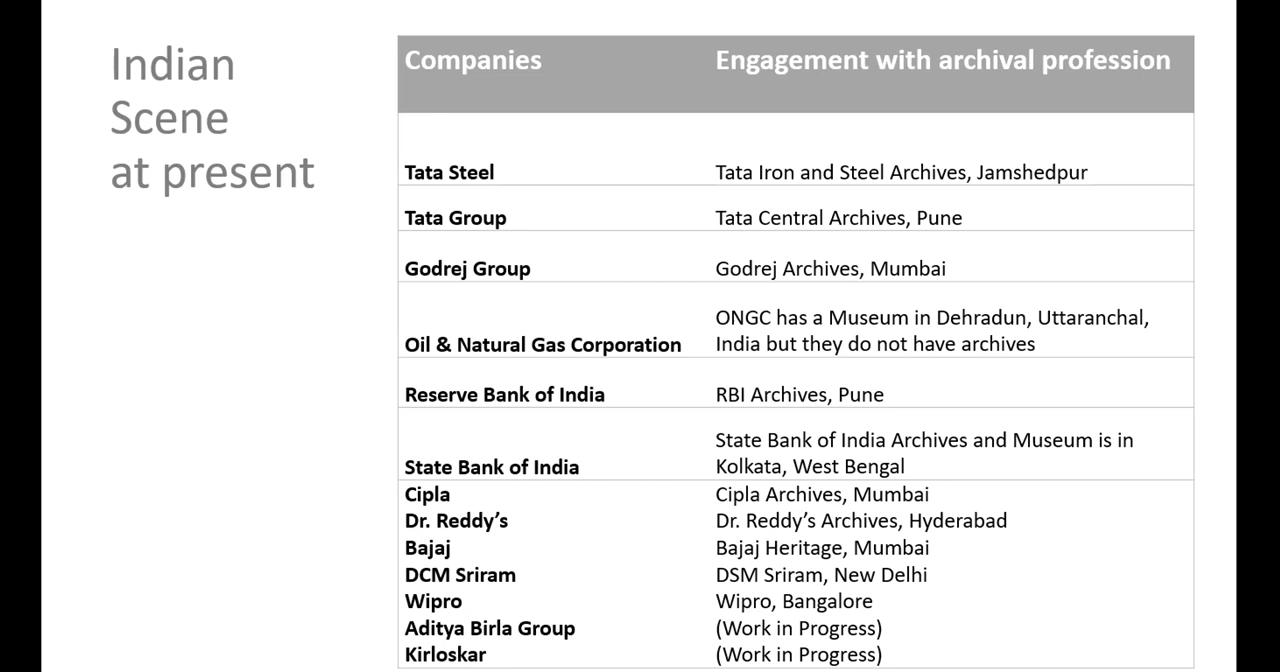 Indian
Scene
at present
Companies Engagement with archival profession
Tata Steel Tata Iron and Steel Archives, Jamshedpur
Tata Group Tata Central Archives, Pune
Godrej Group Godrej Archives, Mumbai
ONGC has a Museum in Dehradun, Uttaranchal,
Oil & Natural Gas Corporation India but they do not have archives
Reserve Bank of India RBI Archives, Pune
State Bank of India Archives and Museum is in
State Bank of India Kolkata, West Bengal
Cipla Cipla Archives, Mumbai
Dr. Reddy’s Dr. Reddy’s Archives, Hyderabad
Bajaj Bajaj Heritage, Mumbai
DCM Sriram DSM Sriram, New Delhi
Wipro Wipro, Bangalore
Aditya Birla Group (Work in Progress)
Kirloskar (Work in Progress)